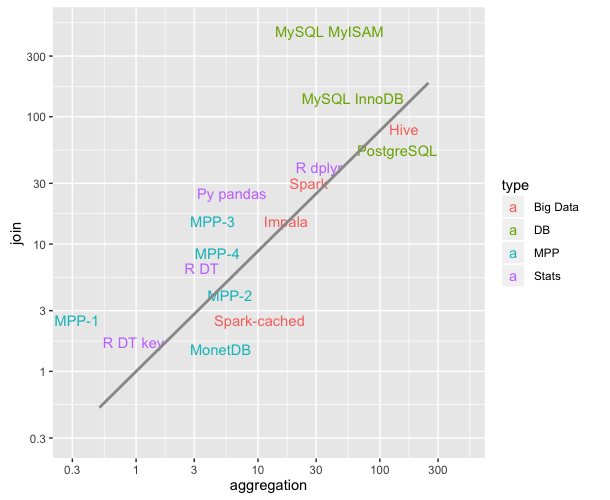 MySQL MyISAM
300
MySQL InnoDB
100
Hive
PostgreSQL
R dplyr
30
Spark
Py pandas
MPP-3
Impala
10
MPP-4
R DT
MPP-2
3
MPP-1
Spark-cached
R DT key
MonetDB
1
0.3
join
0.3 1 3 10 30 100 300
aggregation
type
a Big Data
a DB
a MPP
a Stats